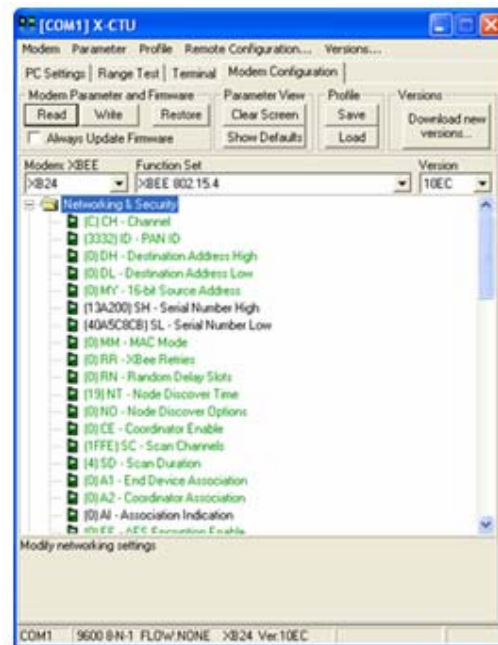 [COM1] X-CTU
Modem Parameter Profile Remote Configuration... Versions...
PC Settings Range Test Terminal Modem Configuration
Modem Parameter and Firmware Parameter View Profile Versions
Read Write Restore Clear Screen Save Download new versions...
Always Update Firmware Show Defaults Load
Modem: XBEE Function Set Version
XB24 XBEE 802.15.4 10EC
Networking & Security
(C) CH - Channel
(3332) ID - PAN ID
(0) DH - Destination Address High
(0) DL - Destination Address Low
(0) MY - 16-bit Source Address
(13A200) SH - Serial Number High
(40A5C8CB) SL - Serial Number Low
(0) MM - MAC Mode
(0) RR - XBee Retries
(0) RN - Random Delay Slots
(19) NT - Node Discover Time
(0) NO - Node Discover Options
(0) CE - Coordinator Enable
(1FFE) SC - Scan Channels
(4) SD - Scan Duration
(0) A1 - End Device Association
(0) A2 - Coordinator Association
(0) AI - Association Indication
(0) EE - AES Encryption Enable
Modify networking settings
COM1 9600 8-N-1 FLOW:NONE XB24 Ver:10EC